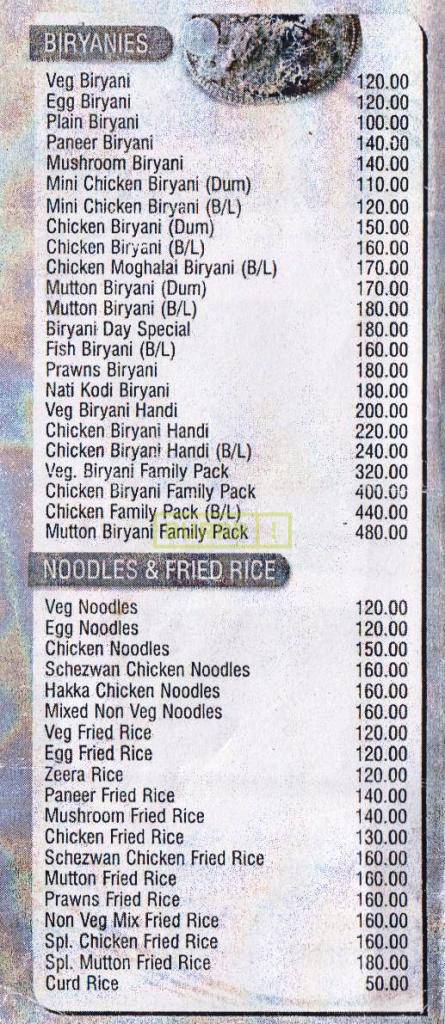 BIRYANIES
Veg Biryani 120.00
Egg Biryani 120.00
Plain Biryani 100.00
Paneer Biryani 140.00
Mushroom Biryani 140.00
Mini Chicken Biryani (Dum) 110.00
Mini Chicken Biryani (B/L) 120.00
Chicken Biryani (Dum) 150.00
Chicken Biryani (B/L) 160.00
Chicken Moghalai Biryani (B/L) 170.00
Mutton Biryani (Dum) 170.00
Mutton Biryani (B/L) 180.00
Biryani Day Special 180.00
Fish Biryani (B/L) 160.00
Prawns Biryani 180.00
Nati Kodi Biryani 180.00
Veg Biryani Handi 200.00
Chicken Biryani Handi 220.00
Chicken Biryani Handi (B/L) 240.00
Veg. Biryani Family Pack 320.00
Chicken Biryani Family Pack 400.00
Chicken Family Pack (B/L) 440.00
Mutton Biryani Family Pack 480.00
NOODLES & FRIED RICE
Veg Noodles 120.00
Egg Noodles 120.00
Chicken Noodles 150.00
Schezwan Chicken Noodles 160.00
Hakka Chicken Noodles 160.00
Mixed Non Veg Noodles 160.00
Veg Fried Rice 120.00
Egg Fried Rice 120.00
Zeera Rice 120.00
Paneer Fried Rice 140.00
Mushroom Fried Rice 140.00
Chicken Fried Rice 130.00
Schezwan Chicken Fried Rice 160.00
Mutton Fried Rice 160.00
Prawns Fried Rice 160.00
Non Veg Mix Fried Rice 160.00
Spl. Chicken Fried Rice 160.00
Spl. Mutton Fried Rice 180.00
Curd Rice 50.00